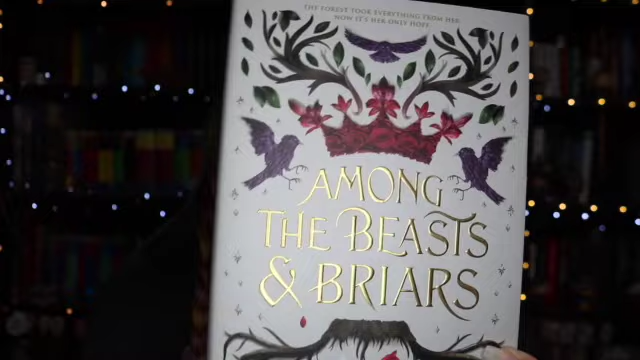 THE FOREST TOOK EVERYTHING FROM HER.
NOW IT'S HER ONLY HOPE.
AMONG
THE BEASTS
& BRIARS